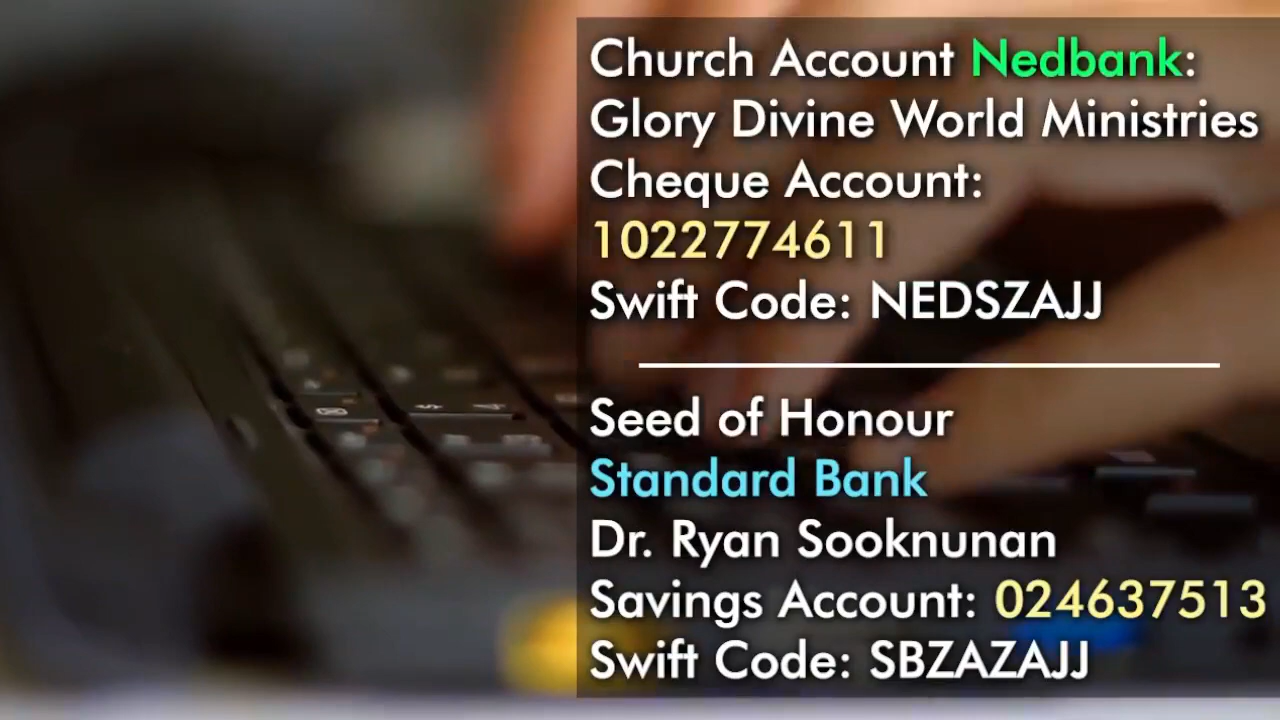 Church Account Nedbank:
Glory Divine World Ministries
Cheque Account:
1022774611
Swift Code: NEDSZAJJ
Seed of Honour
Standard Bank
Dr. Ryan Sooknunan
Savings Account: 024637513
Swift Code: SBZAZAJJ